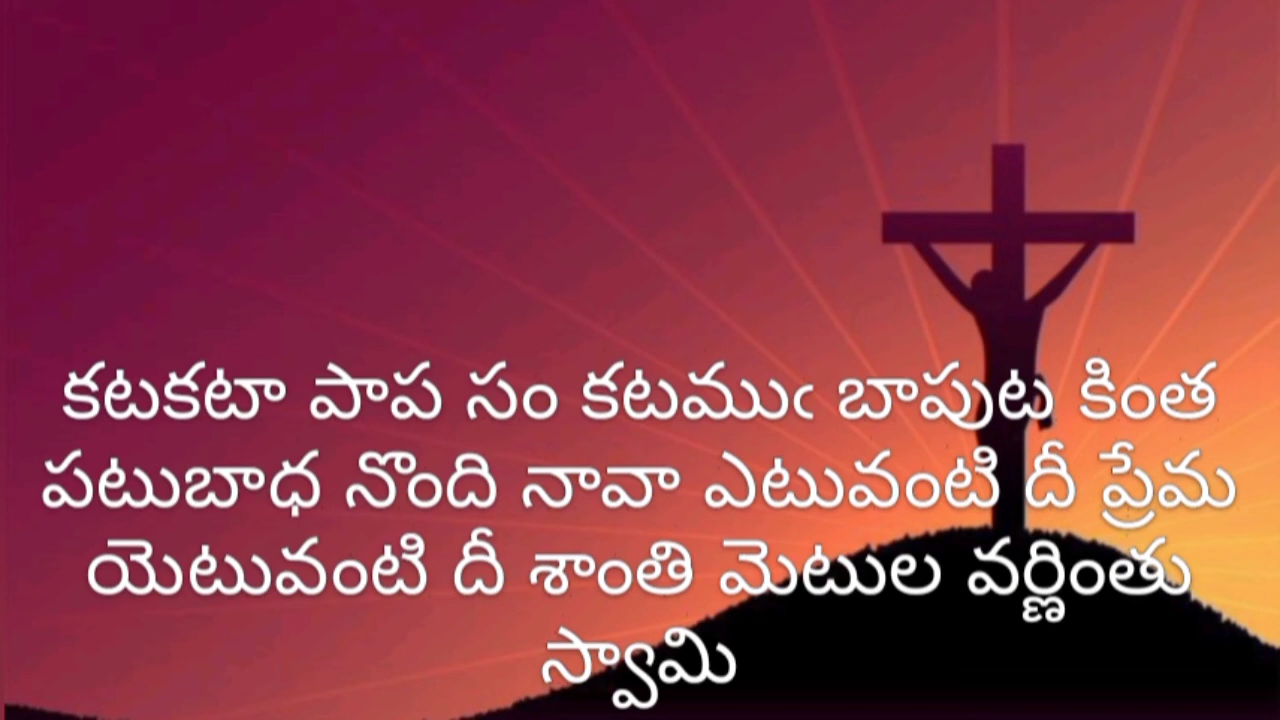 కటకటా పాప సం కటముఁ బాపుట కింత
పటుబాధ నొంది నావా ఎటువంటి దీ ప్రేమ
యెటువంటి దీ శాంతి మెటుల వర్ణింతు
స్వామి